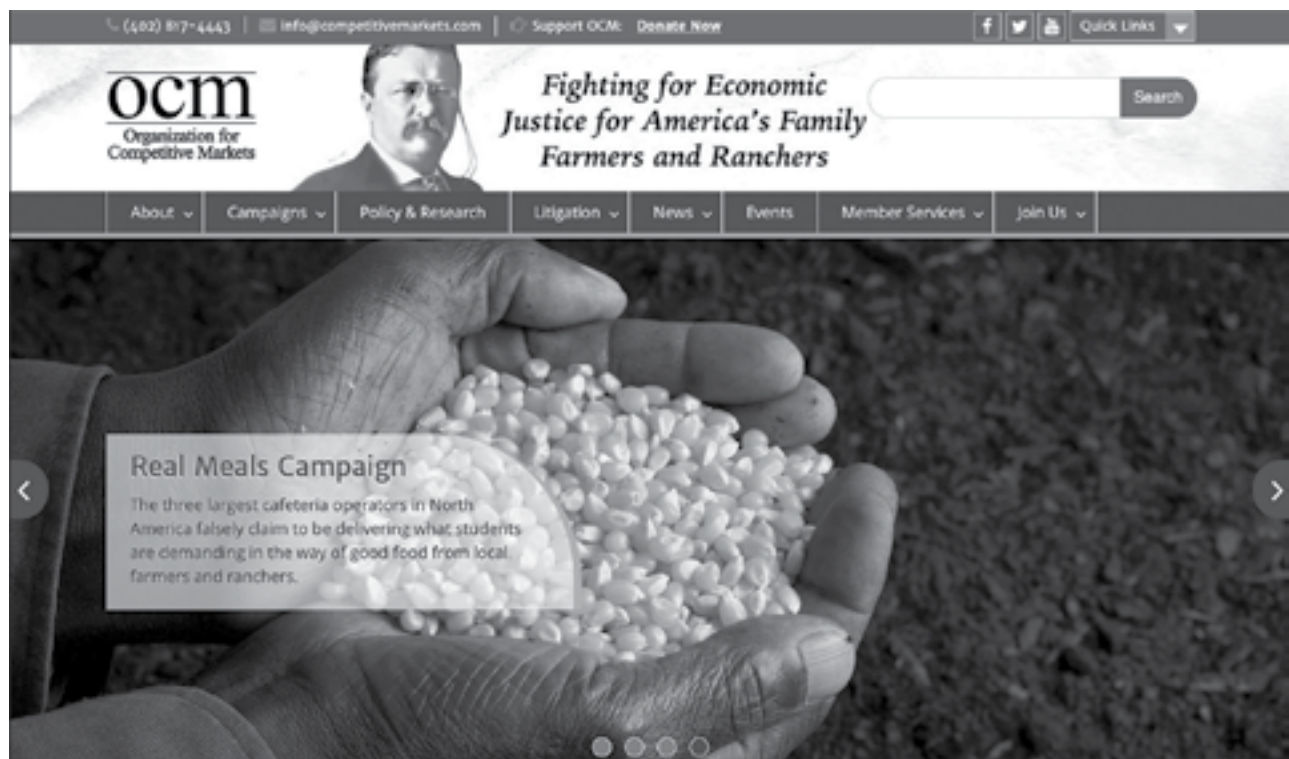 (402) 817-4443 | info@competitivemarkets.com | Support OCM: Donate Now
Quick Links
ocm
Organization for
Competitive Markets
Fighting for Economic
Justice for America's Family
Farmers and Ranchers
Search
About
Campaigns
Policy & Research
Litigation
News
Events
Member Services
Join Us
Real Meals Campaign
The three largest cafeteria operators in North
America falsely claim to be delivering what students
are demanding in the way of good food from local
farmers and ranchers.